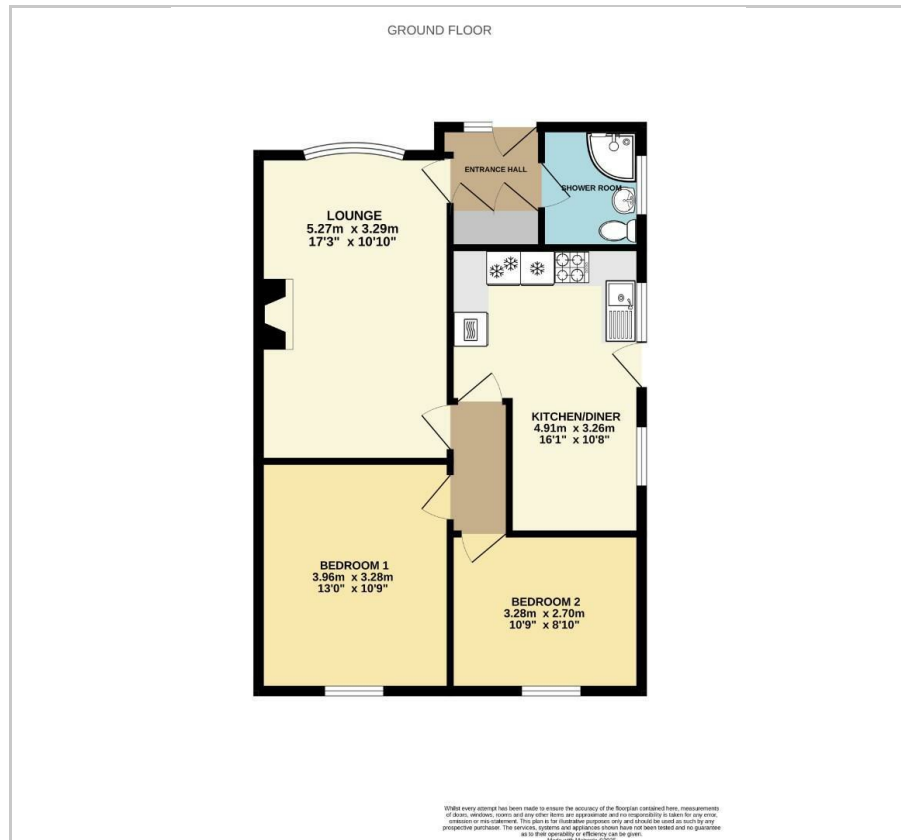 GROUND FLOOR
ENTRANCE HALL
SHOWER ROOM
LOUNGE
5.27m x 3.29m
17'3" x 10'10"
KITCHEN/DINER
4.91m x 3.26m
16'1" x 10'8"
BEDROOM 1
3.96m x 3.28m
13'0" x 10'9"
BEDROOM 2
3.28m x 2.70m
10'9" x 8'10"
Whilst every attempt has been made to ensure the accuracy of the floorplan contained here, measurements
of doors, windows, rooms and any other items are approximate and no responsibility is taken for any error,
omission or mis-statement. This plan is for illustrative purposes only and should be used as such by any
prospective purchaser. The services, systems and appliances shown have not been tested and no guarantee
as to their operability or efficiency can be given.
Made with Metropix